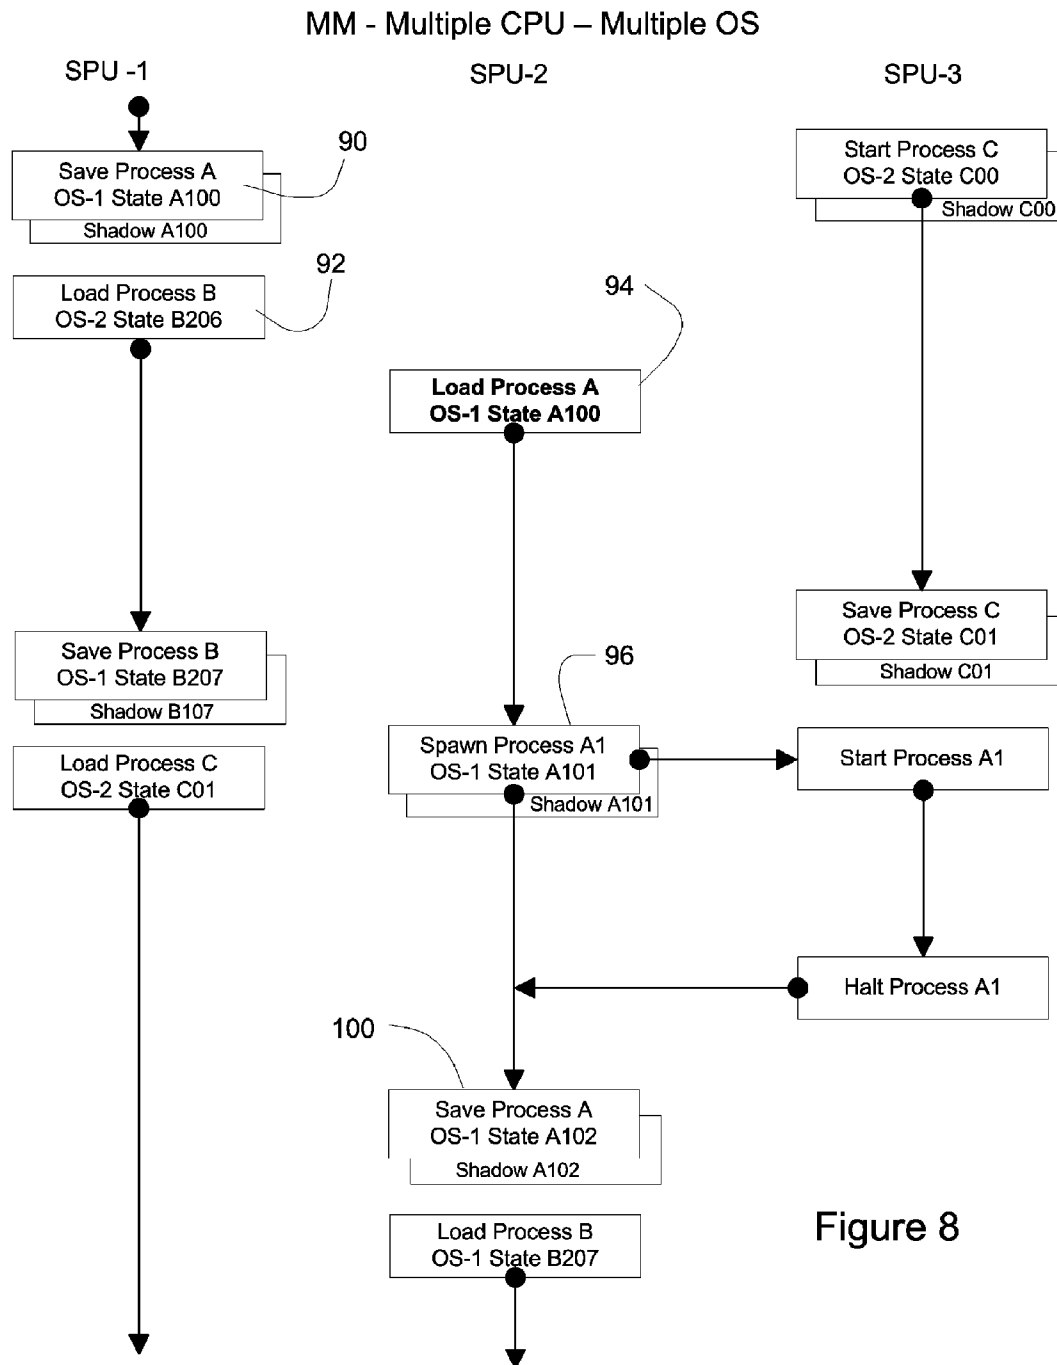 MM - Multiple CPU – Multiple OS
SPU -1
SPU-2
SPU-3
90
Save Process A
OS-1 State A100
Shadow A100
Start Process C
OS-2 State C00
Shadow C00
92
Load Process B
OS-2 State B206
94
Load Process A
OS-1 State A100
Save Process C
OS-2 State C01
Shadow C01
Save Process B
OS-1 State B207
Shadow B107
96
Spawn Process A1
OS-1 State A101
Shadow A101
Start Process A1
Load Process C
OS-2 State C01
Halt Process A1
100
Save Process A
OS-1 State A102
Shadow A102
Load Process B
OS-1 State B207
Figure 8